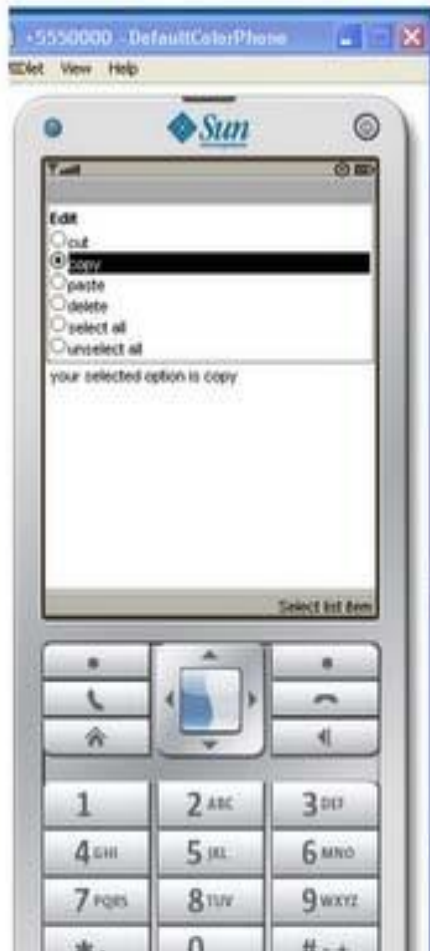 +5550000 - DefaultColorPhone
MIDlet View Help
Sun
Edit
cut
copy
paste
delete
select all
unselect all
your selected option is copy
Select list item
1 2 ABC 3 DEF
4 GHI 5 JKL 6 MNO
7 PQRS 8 TUV 9 WXYZ
* 0 #